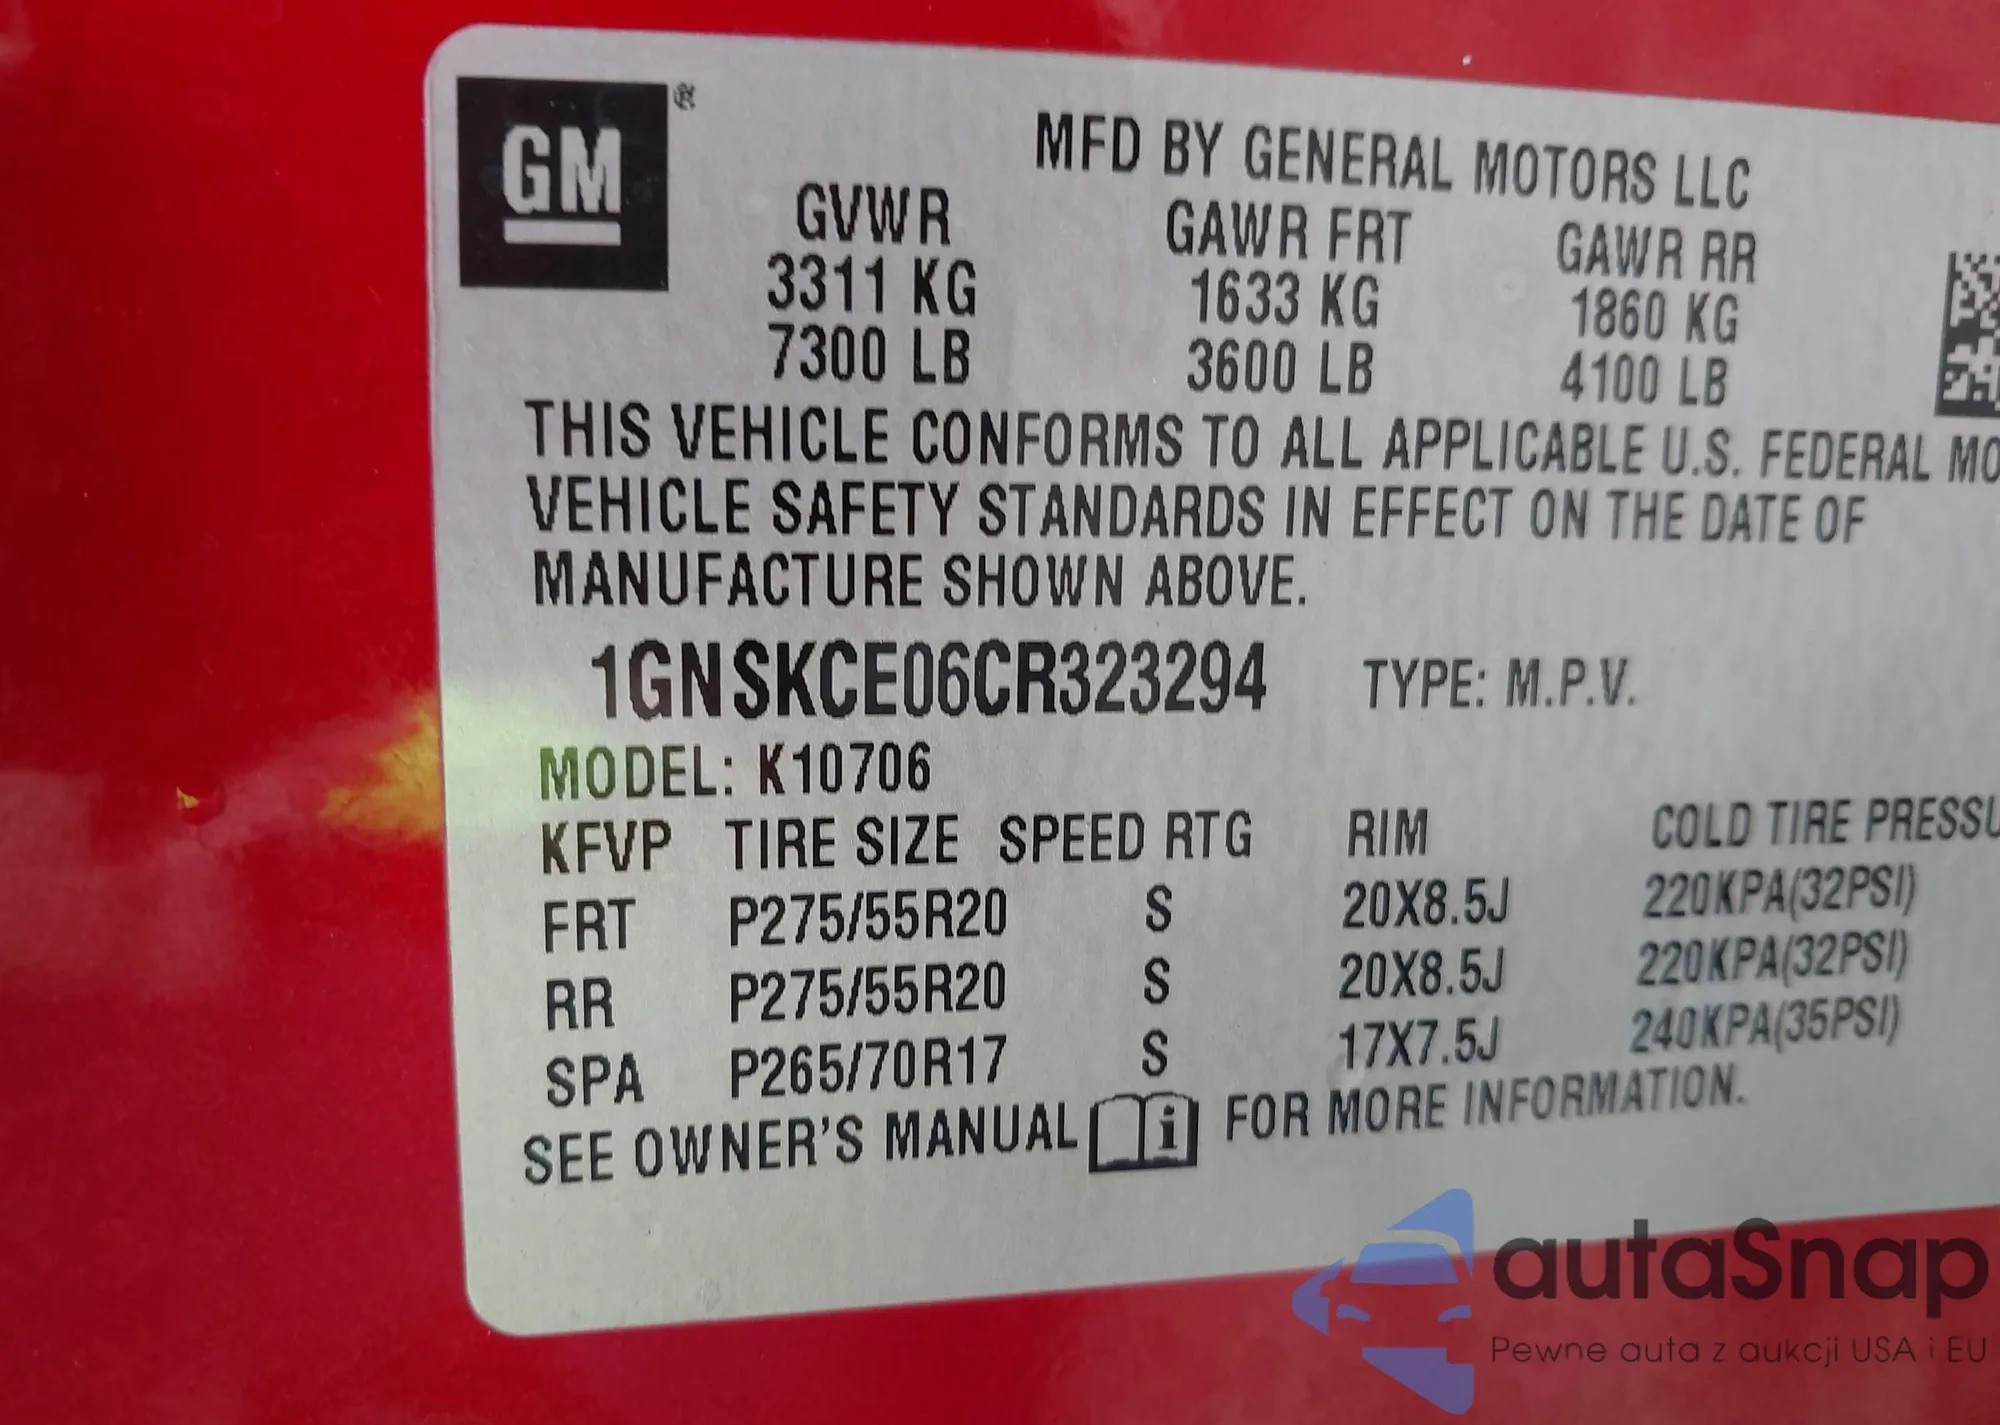 GM ®
MFD BY GENERAL MOTORS LLC
GVWR GAWR FRT GAWR RR
3311 KG 1633 KG 1860 KG
7300 LB 3600 LB 4100 LB
THIS VEHICLE CONFORMS TO ALL APPLICABLE U.S. FEDERAL MO
VEHICLE SAFETY STANDARDS IN EFFECT ON THE DATE OF
MANUFACTURE SHOWN ABOVE.
1GNSKCE06CR323294 TYPE: M.P.V.
MODEL: K10706
KFVP TIRE SIZE SPEED RTG RIM COLD TIRE PRESSU
FRT P275/55R20 S 20X8.5J 220KPA(32PSI)
RR P275/55R20 S 20X8.5J 220KPA(32PSI)
SPA P265/70R17 S 17X7.5J 240KPA(35PSI)
SEE OWNER'S MANUAL i FOR MORE INFORMATION.
autaSnap
Pewne auta z aukcji USA i EU